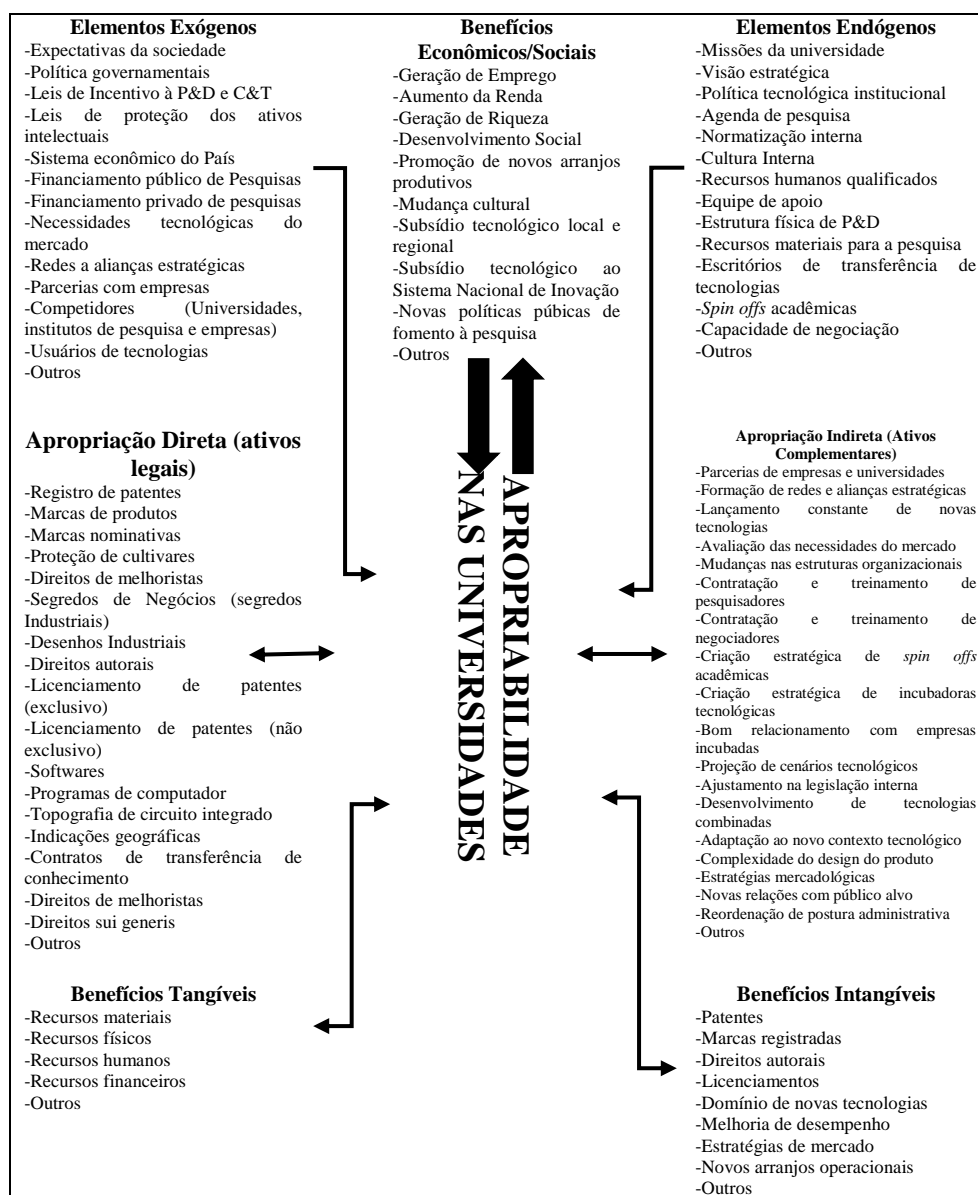 Elementos Exógenos
-Expectativas da sociedade
-Política governamentais
-Leis de Incentivo à P&D e C&T
-Leis de proteção dos ativos
intelectuais
-Sistema econômico do País
-Financiamento público de Pesquisas
-Financiamento privado de pesquisas
-Necessidades tecnológicas do
mercado
-Redes a alianças estratégicas
-Parcerias com empresas
-Competidores (Universidades,
institutos de pesquisa e empresas)
-Usuários de tecnologias
-Outros
Benefícios
Econômicos/Sociais
-Geração de Emprego
-Aumento da Renda
-Geração de Riqueza
-Desenvolvimento Social
-Promoção de novos arranjos
produtivos
-Mudança cultural
-Subsídio tecnológico local e
regional
-Subsídio tecnológico ao
Sistema Nacional de Inovação
-Novas políticas púbicas de
fomento à pesquisa
-Outros
Elementos Endógenos
-Missões da universidade
-Visão estratégica
-Política tecnológica institucional
-Agenda de pesquisa
-Normatização interna
-Cultura Interna
-Recursos humanos qualificados
-Equipe de apoio
-Estrutura física de P&D
-Recursos materiais para a pesquisa
-Escritórios de transferência de
tecnologias
-Spin offs acadêmicas
-Capacidade de negociação
-Outros
Apropriação Direta (ativos
legais)
-Registro de patentes
-Marcas de produtos
-Marcas nominativas
-Proteção de cultivares
-Direitos de melhoristas
-Segredos de Negócios (segredos
Industriais)
-Desenhos Industriais
-Direitos autorais
-Licenciamento de patentes
(exclusivo)
-Licenciamento de patentes (não
exclusivo)
-Softwares
-Programas de computador
-Topografia de circuito integrado
-Indicações geográficas
-Contratos de transferência de
conhecimento
-Direitos de melhoristas
-Direitos sui generis
-Outros
APROPRIABILIDADE
NAS UNIVERSIDADES
Apropriação Indireta (Ativos
Complementares)
-Parcerias de empresas e universidades
-Formação de redes e alianças estratégicas
-Lançamento constante de novas
tecnologias
-Avaliação das necessidades do mercado
-Mudanças nas estruturas organizacionais
-Contratação e treinamento de
pesquisadores
-Contratação e treinamento de
negociadores
-Criação estratégica de spin offs
acadêmicas
-Criação estratégica de incubadoras
tecnológicas
-Bom relacionamento com empresas
incubadas
-Projeção de cenários tecnológicos
-Ajustamento na legislação interna
-Desenvolvimento de tecnologias
combinadas
-Adaptação ao novo contexto tecnológico
-Complexidade do design do produto
-Estratégias mercadológicas
-Novas relações com público alvo
-Reordenação de postura administrativa
-Outros
Benefícios Tangíveis
-Recursos materiais
-Recursos físicos
-Recursos humanos
-Recursos financeiros
-Outros
Benefícios Intangíveis
-Patentes
-Marcas registradas
-Direitos autorais
-Licenciamentos
-Domínio de novas tecnologias
-Melhoria de desempenho
-Estratégias de mercado
-Novos arranjos operacionais
-Outros